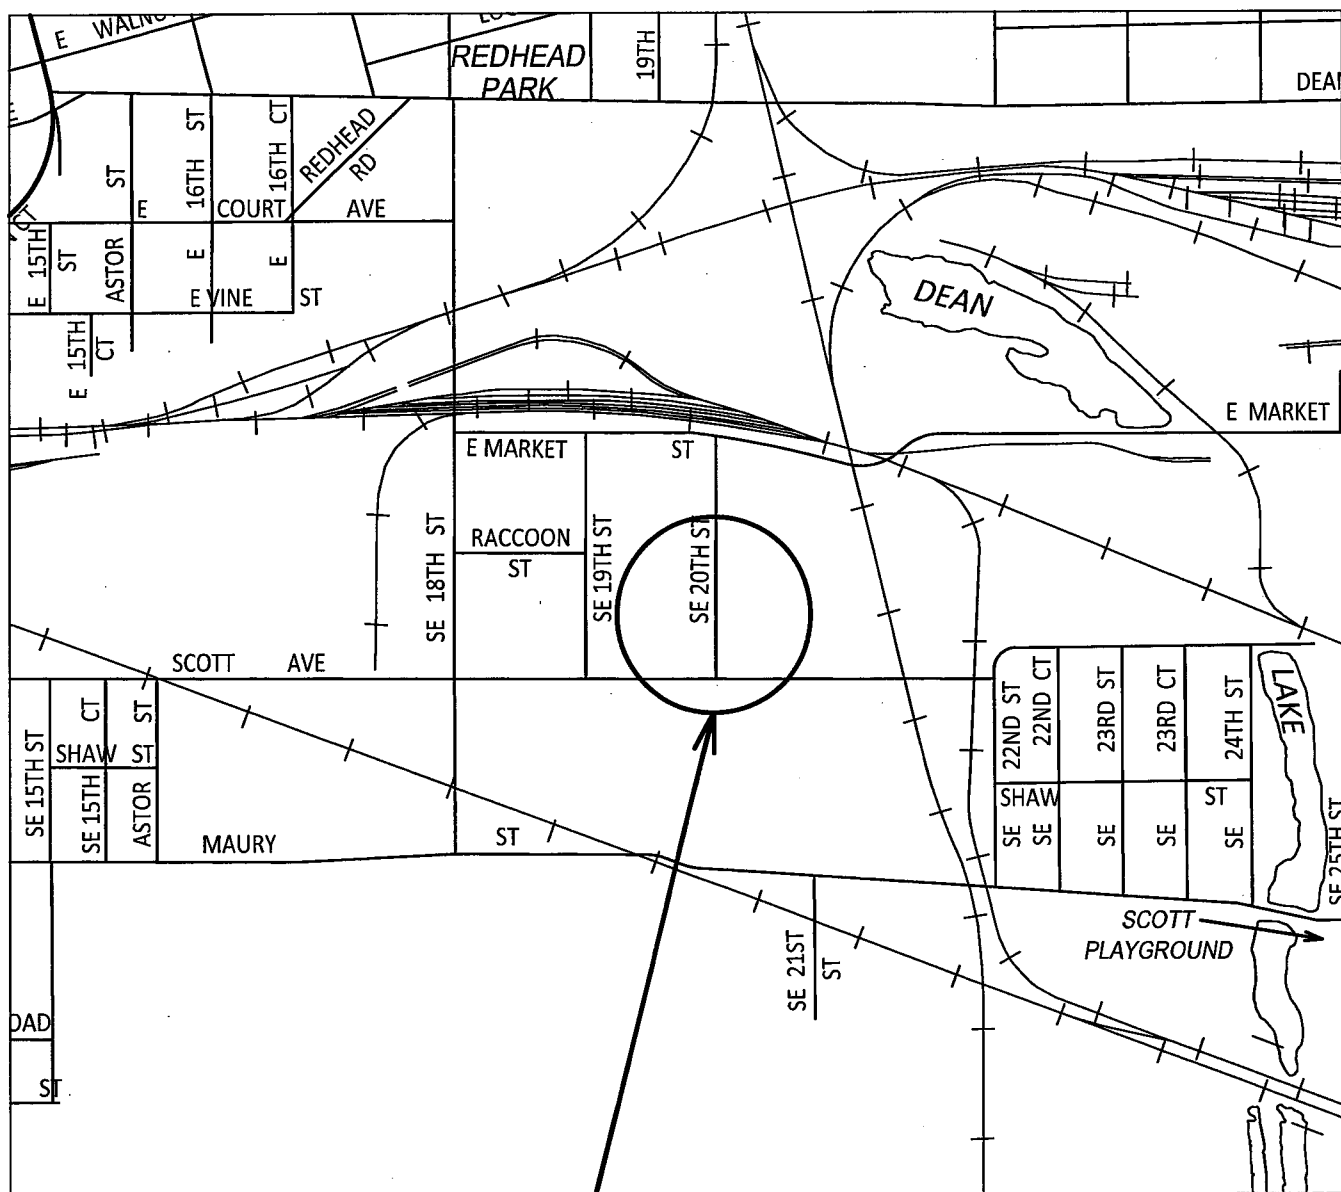 E WALNU
REDHEAD
PARK
19TH
DEAN
ST
16TH ST
16TH CT
REDHEAD
RD
E COURT AVE
CT
E 15TH
ST
ASTOR
E
E
E VINE ST
E 15TH
CT
DEAN
E MARKET
E MARKET ST
RACCOON
ST
SE 18TH ST
SE 19TH ST
SE 20TH ST
SCOTT AVE
SE 15TH ST
SE 15TH
CT
ASTOR
ST
SHAW ST
MAURY ST
22ND ST
22ND CT
23RD ST
23RD CT
24TH ST
LAKE
SHAW ST
SE
SE
SE
SE
SE
SE 25TH ST
SCOTT
PLAYGROUND
SE 21ST
ST
OAD
ST